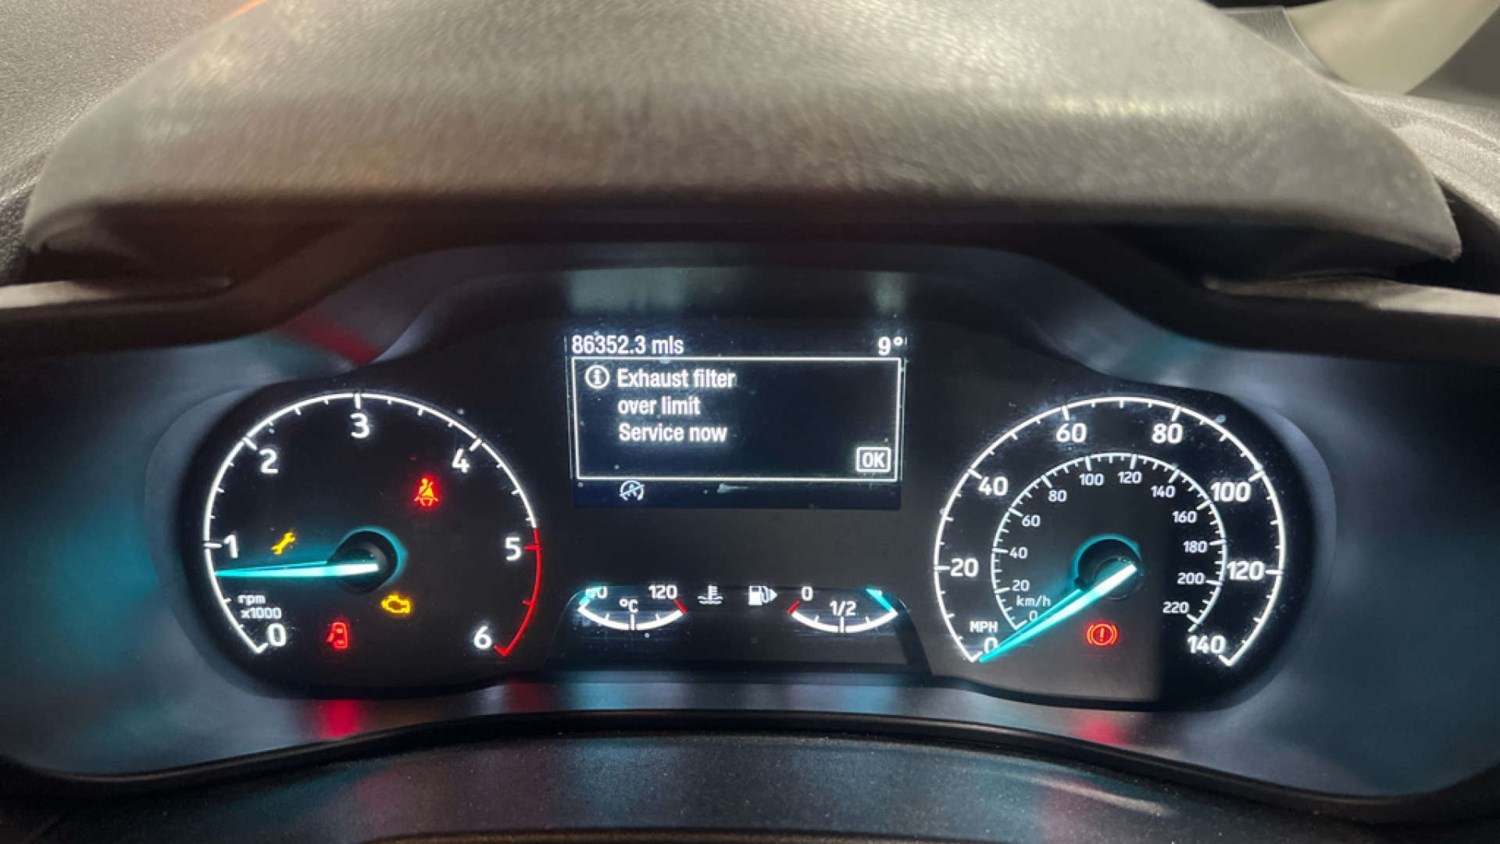 86352.3 mls 9°
Exhaust filter
over limit
Service now
OK
3
2 4
1 5
rpm
x1000
0 6
120
°C
0
1/2
60 80
40 100
20 120
MPH
0 140
100 120
80 140
60 160
40 180
20 200
km/h 220
0